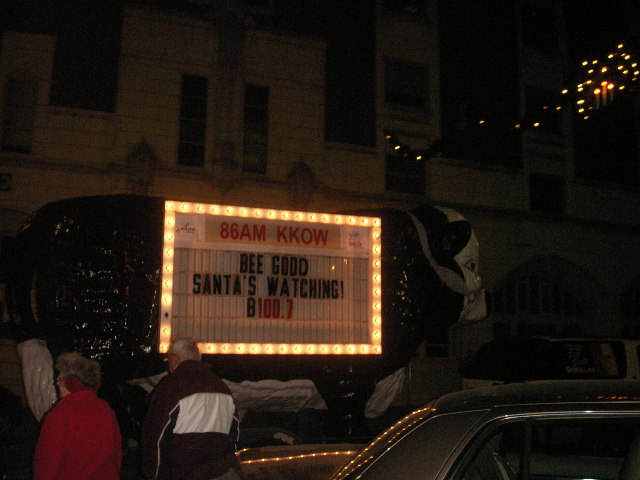 86AM KKOW
BEE GOOD
SANTA'S WATCHING!
B100.7